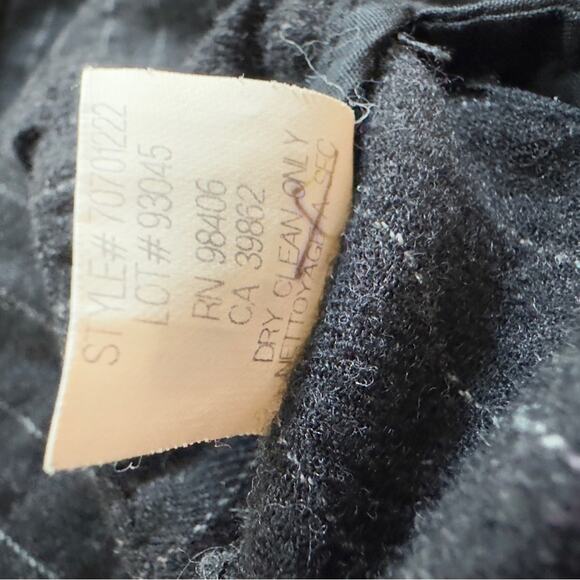 STYLE# 70701222
LOT# 93045
RN 98406
CA 39862
DRY CLEAN ONLY
NETTOYAGE A SEC